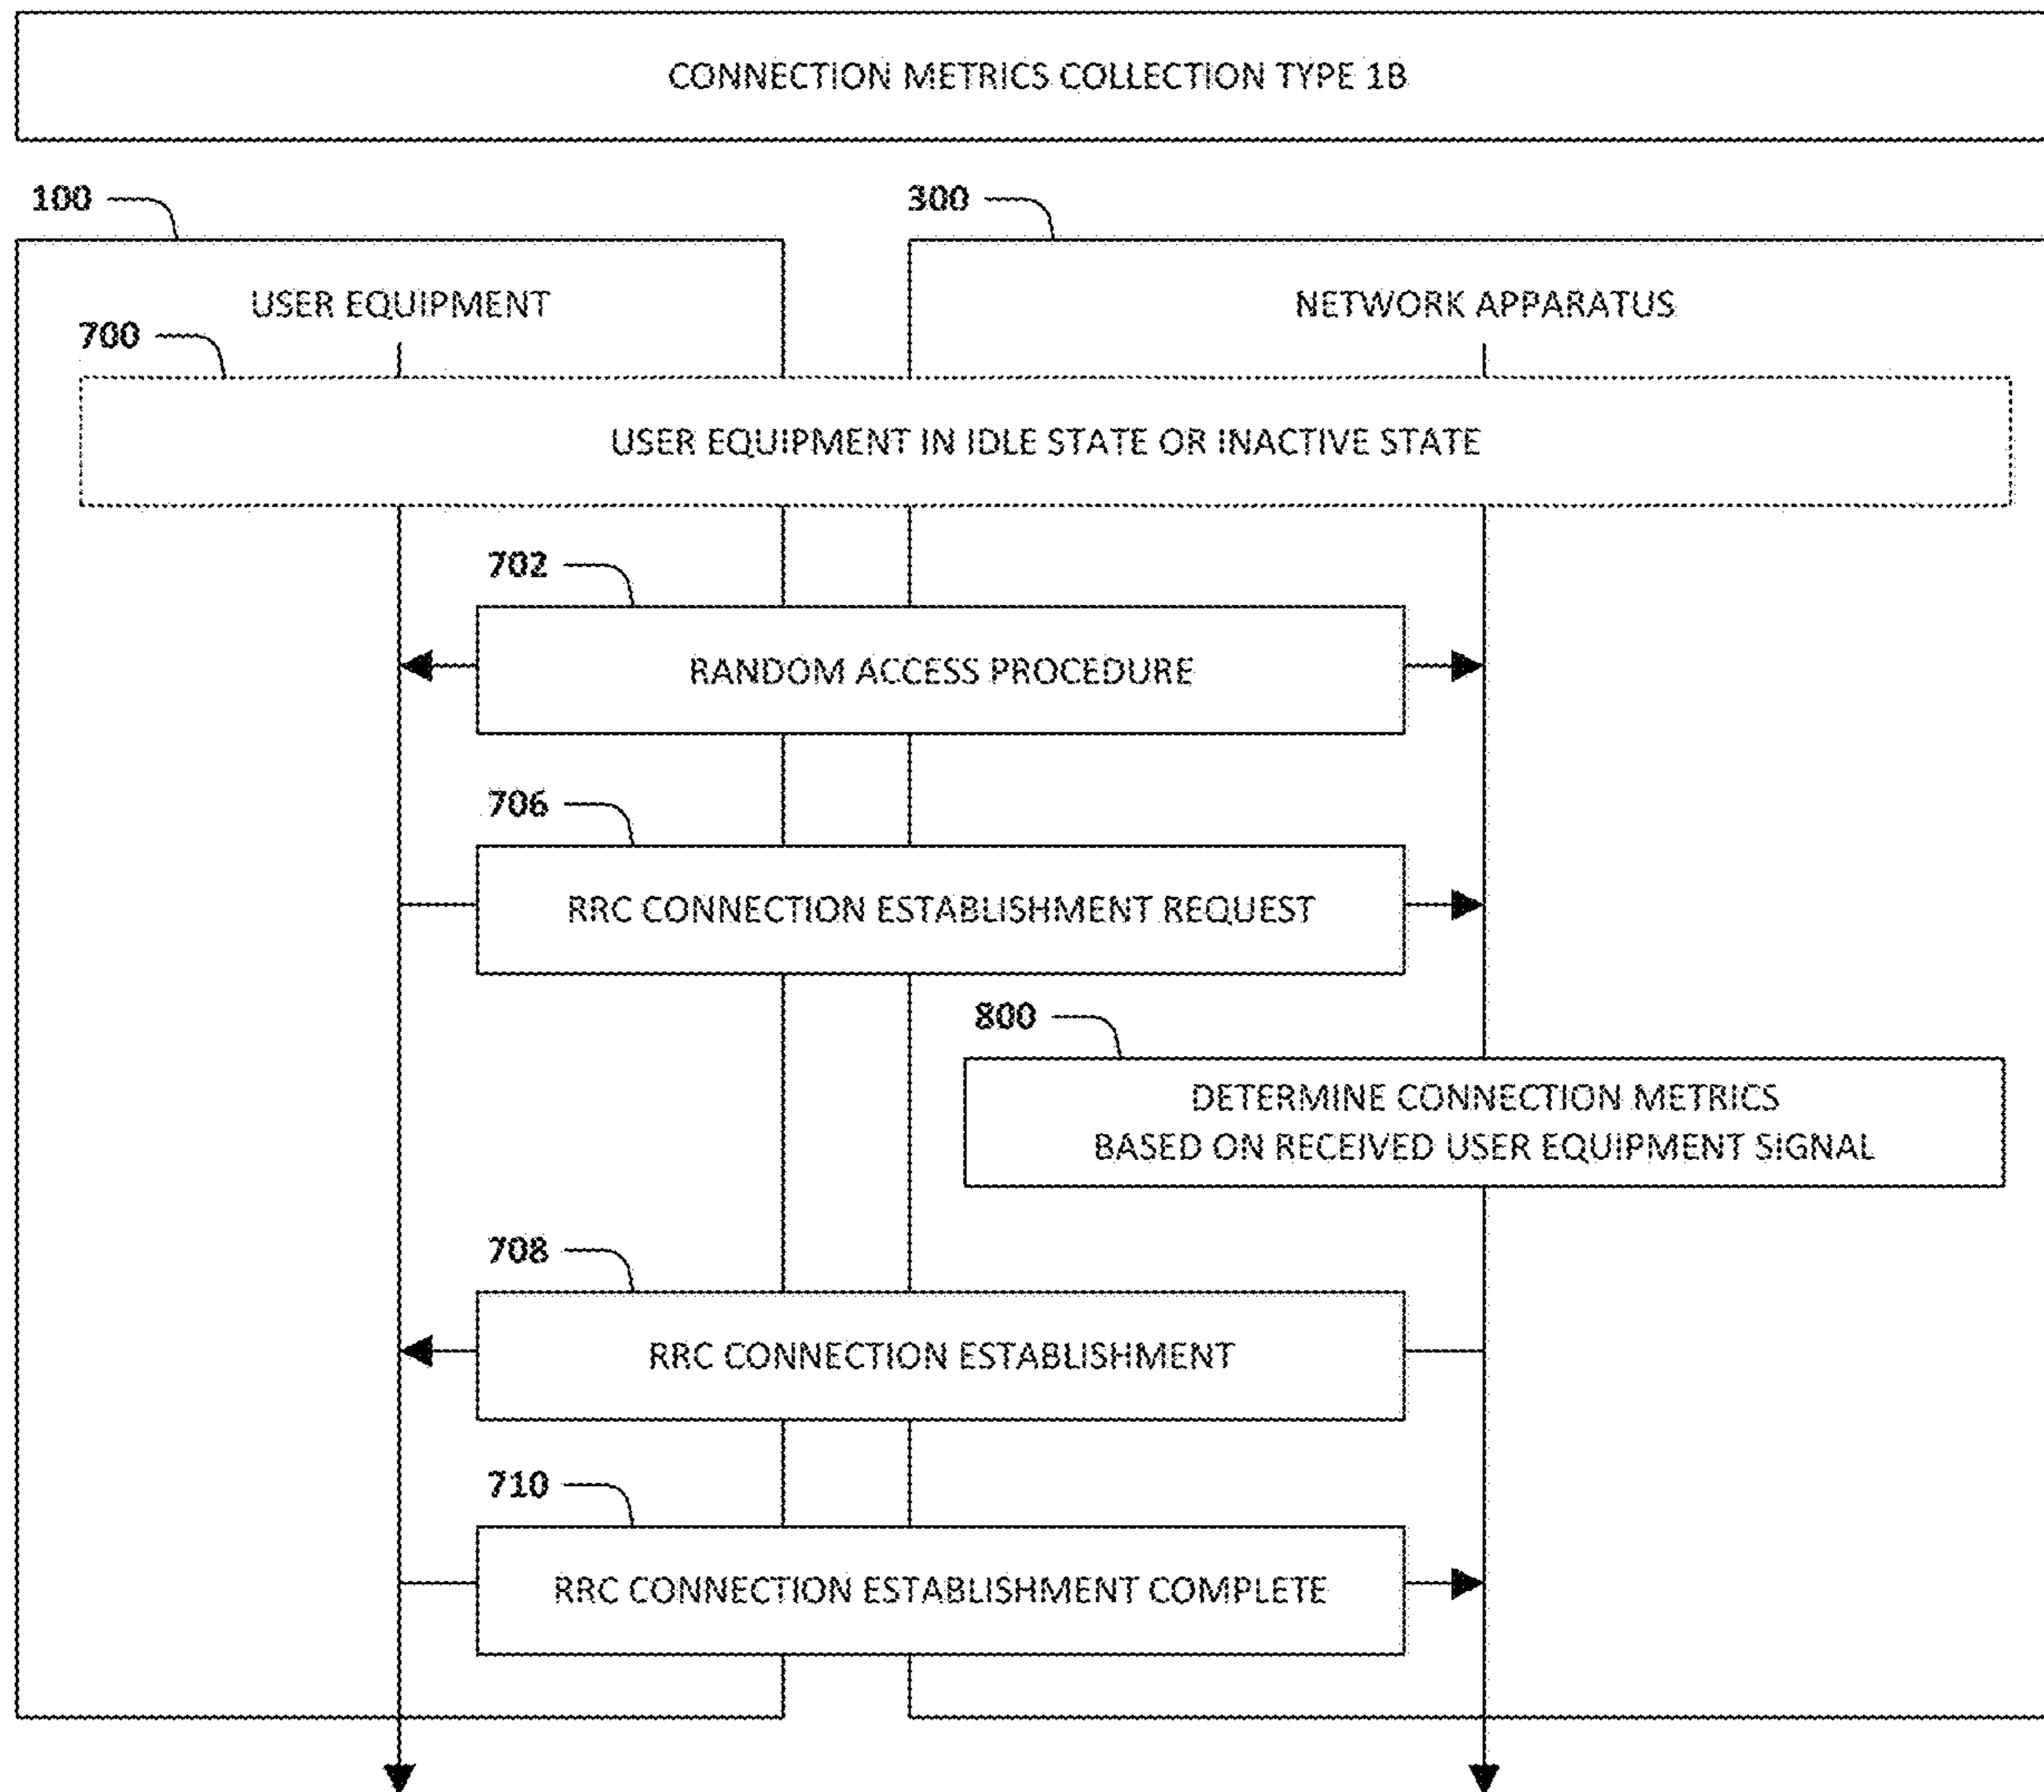 CONNECTION METRICS COLLECTION TYPE 1B
100
300
USER EQUIPMENT
NETWORK APPARATUS
700
USER EQUIPMENT IN IDLE STATE OR INACTIVE STATE
702
RANDOM ACCESS PROCEDURE
706
RRC CONNECTION ESTABLISHMENT REQUEST
800
DETERMINE CONNECTION METRICS
BASED ON RECEIVED USER EQUIPMENT SIGNAL
708
RRC CONNECTION ESTABLISHMENT
710
RRC CONNECTION ESTABLISHMENT COMPLETE